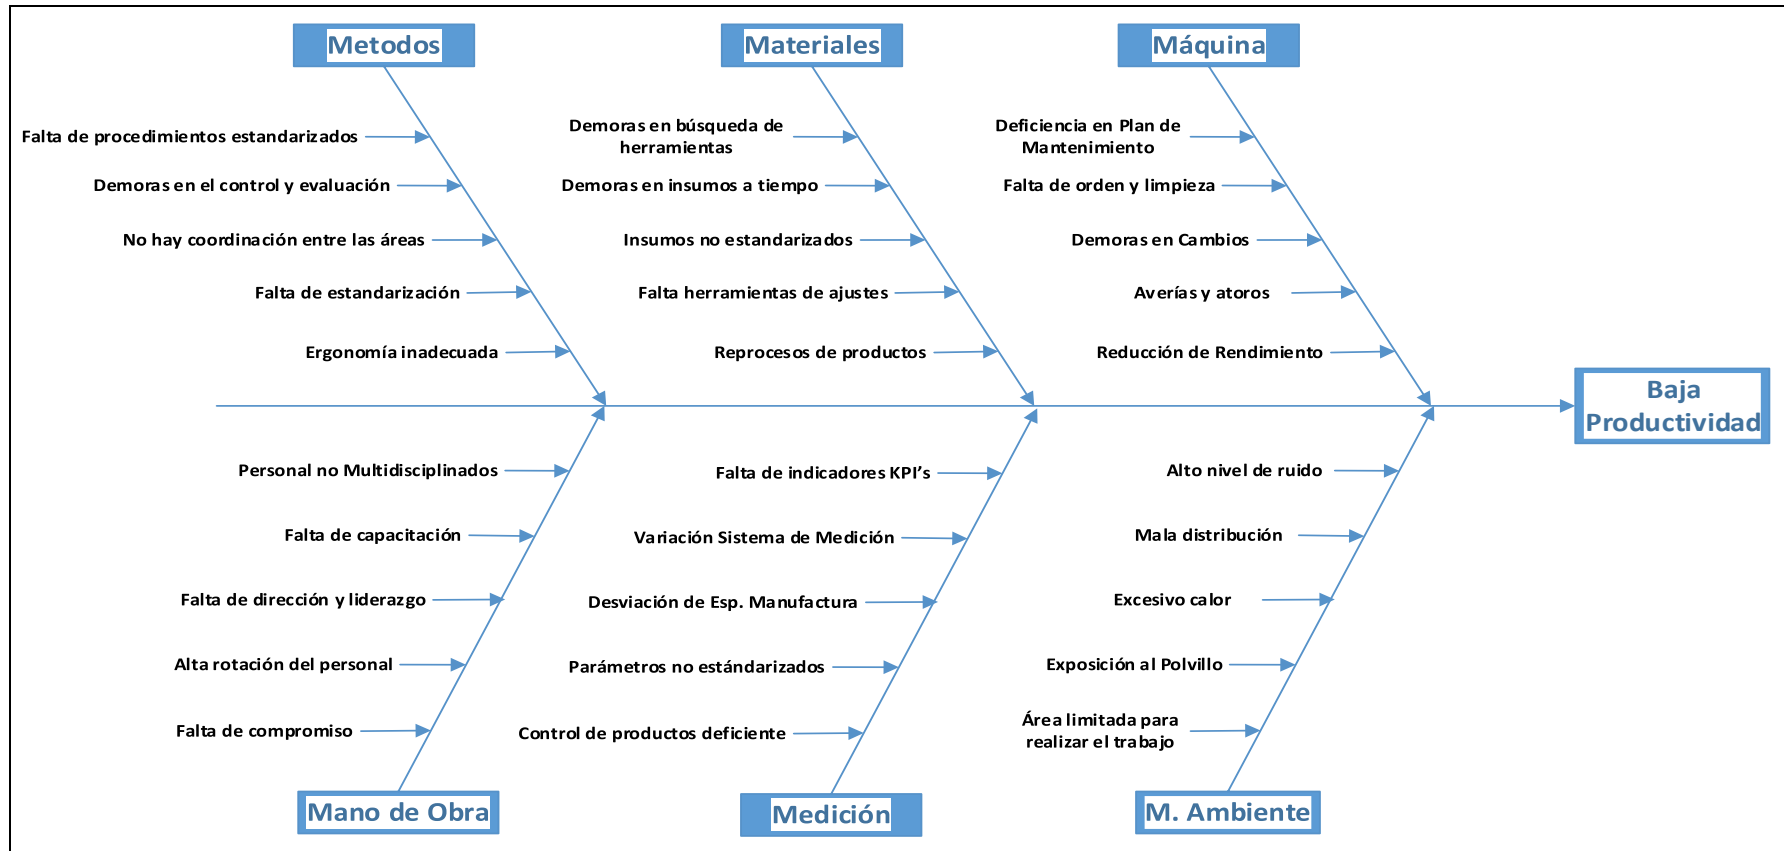 Metodos
Materiales
Máquina
Falta de procedimientos estandarizados
Demoras en el control y evaluación
No hay coordinación entre las áreas
Falta de estandarización
Ergonomía inadecuada
Demoras en búsqueda de
herramientas
Demoras en insumos a tiempo
Insumos no estandarizados
Falta herramientas de ajustes
Reprocesos de productos
Deficiencia en Plan de
Mantenimiento
Falta de orden y limpieza
Demoras en Cambios
Averías y atoros
Reducción de Rendimiento
Baja
Productividad
Personal no Multidisciplinados
Falta de capacitación
Falta de dirección y liderazgo
Alta rotación del personal
Falta de compromiso
Falta de indicadores KPI’s
Variación Sistema de Medición
Desviación de Esp. Manufactura
Parámetros no estándarizados
Control de productos deficiente
Alto nivel de ruido
Mala distribución
Excesivo calor
Exposición al Polvillo
Área limitada para
realizar el trabajo
Mano de Obra
Medición
M. Ambiente